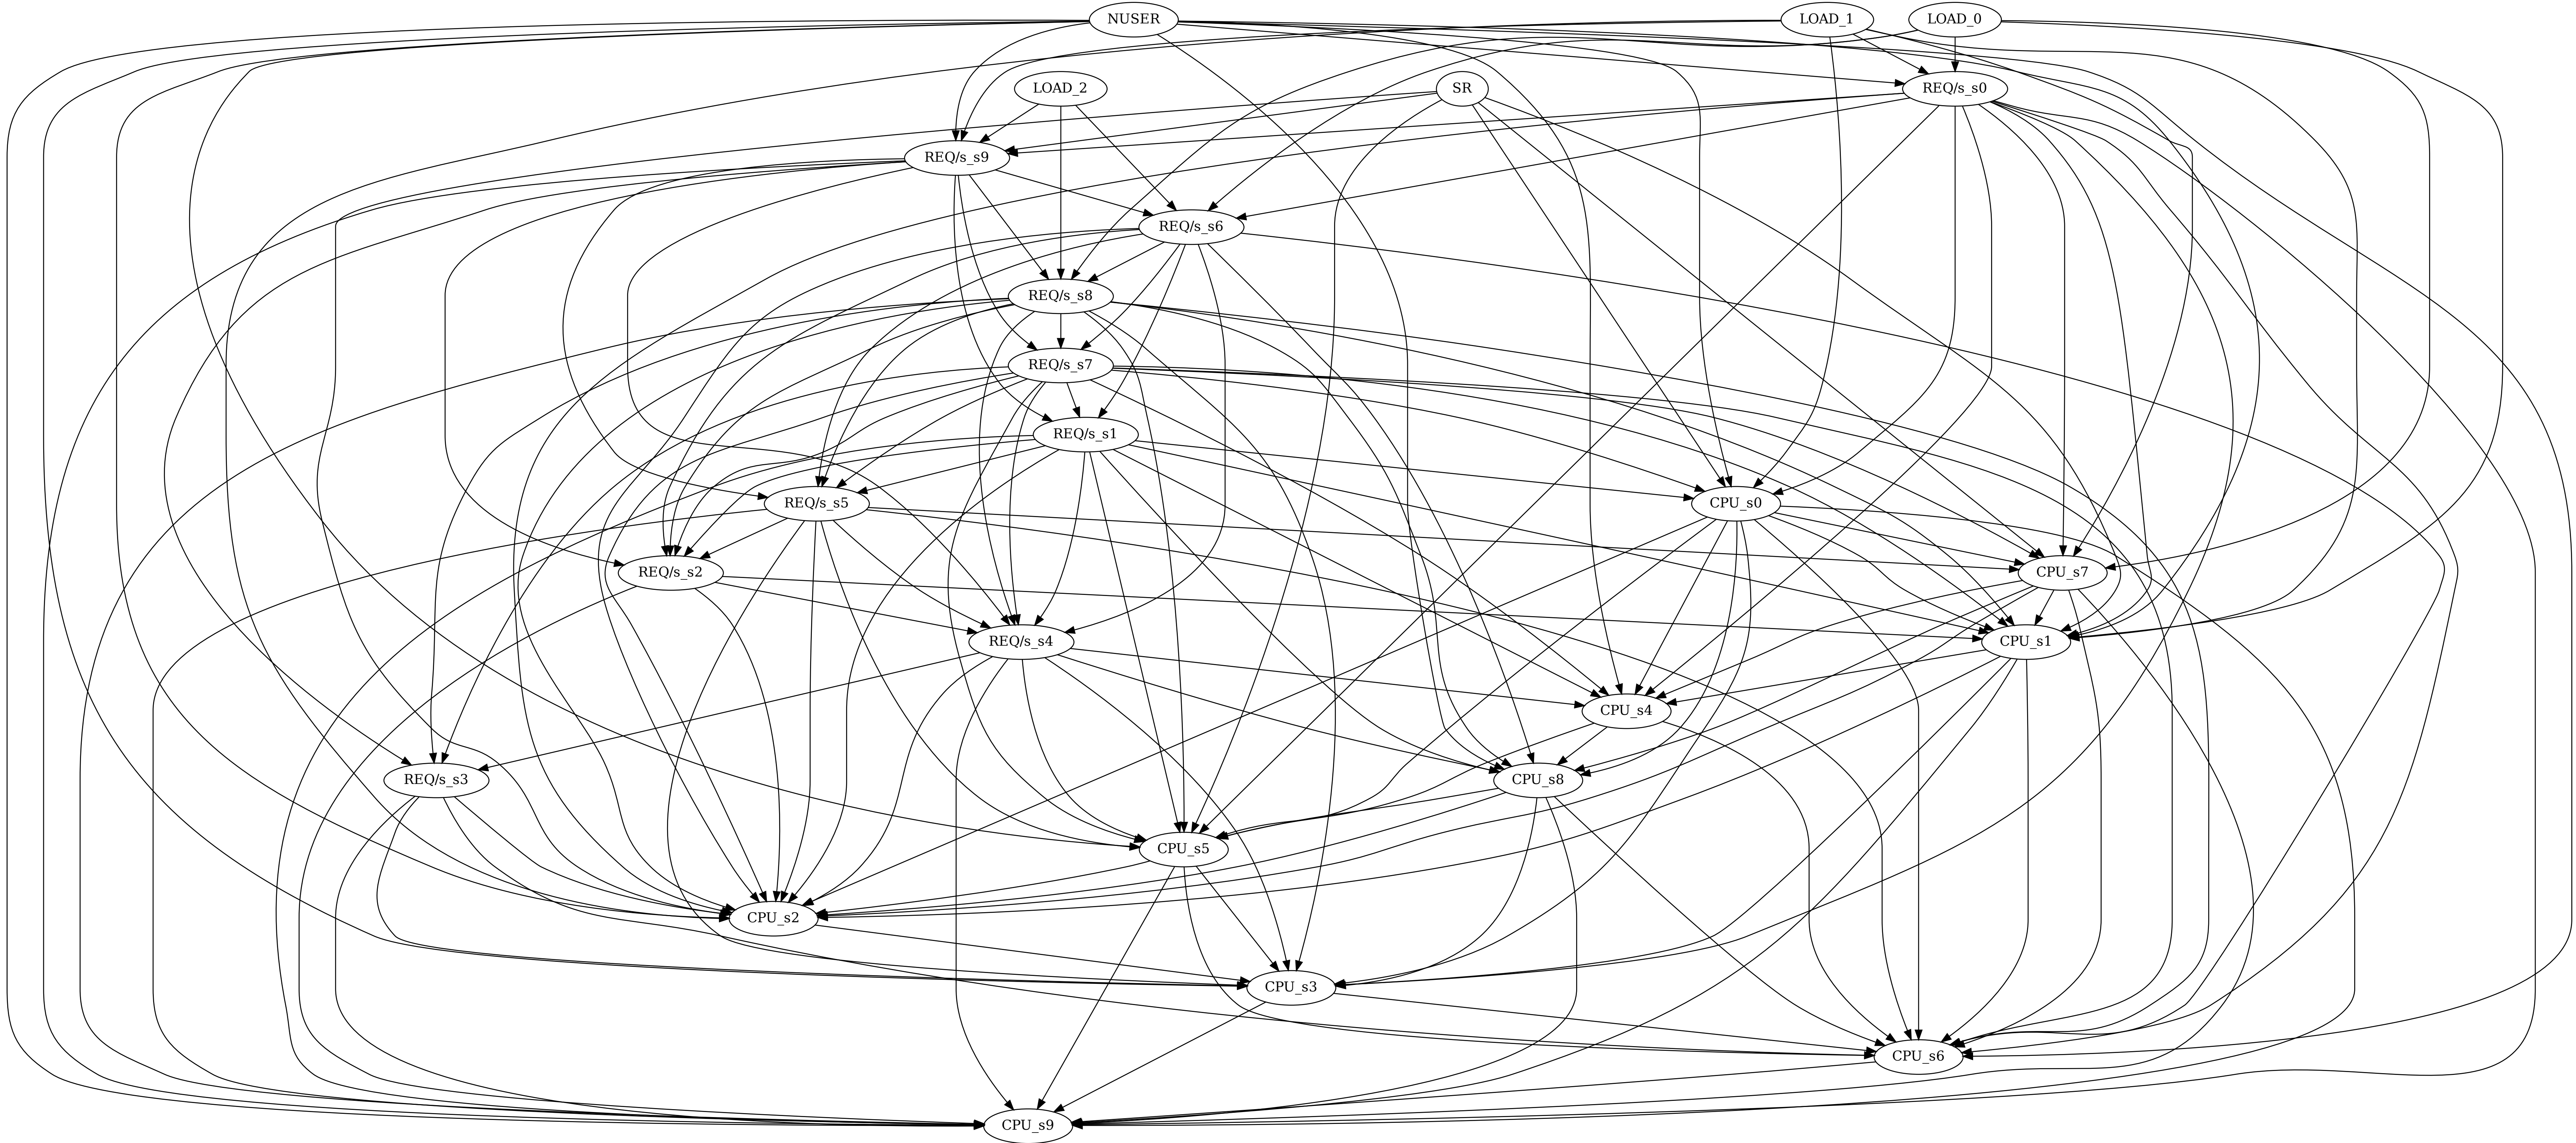 NUSER
LOAD_1
LOAD_0
LOAD_2
SR
REQ/s_s0
REQ/s_s9
REQ/s_s6
REQ/s_s8
REQ/s_s7
REQ/s_s1
REQ/s_s5
CPU_s0
REQ/s_s2
CPU_s7
REQ/s_s4
CPU_s1
CPU_s4
REQ/s_s3
CPU_s8
CPU_s5
CPU_s2
CPU_s3
CPU_s6
CPU_s9